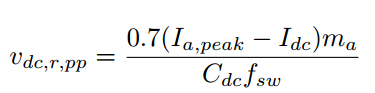 v_{dc,r,pp} = \frac{0.7(I_{a,peak} - I_{dc})m_a}{C_{dc}f_{sw}}